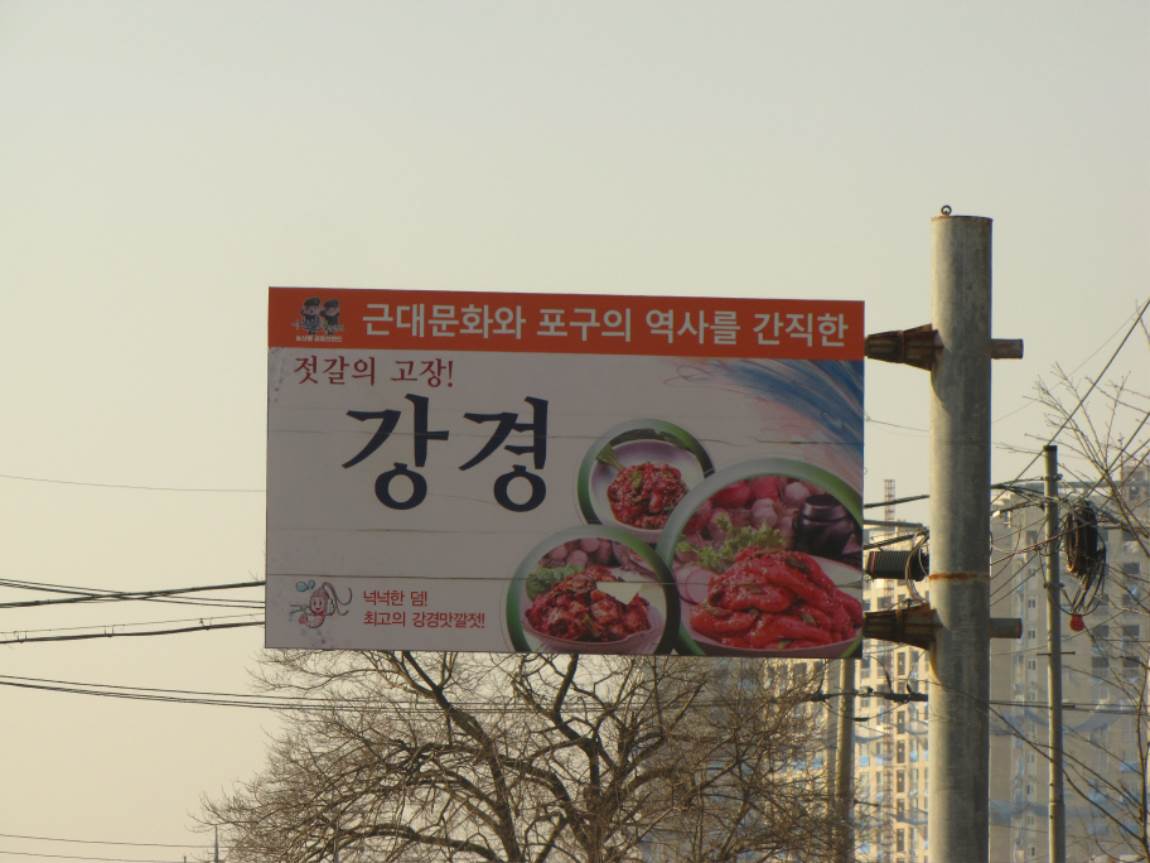 근대문화와 포구의 역사를 간직한
젓갈의 고장!
강경
넉넉한 덤!
최고의 강경맛깔젓!